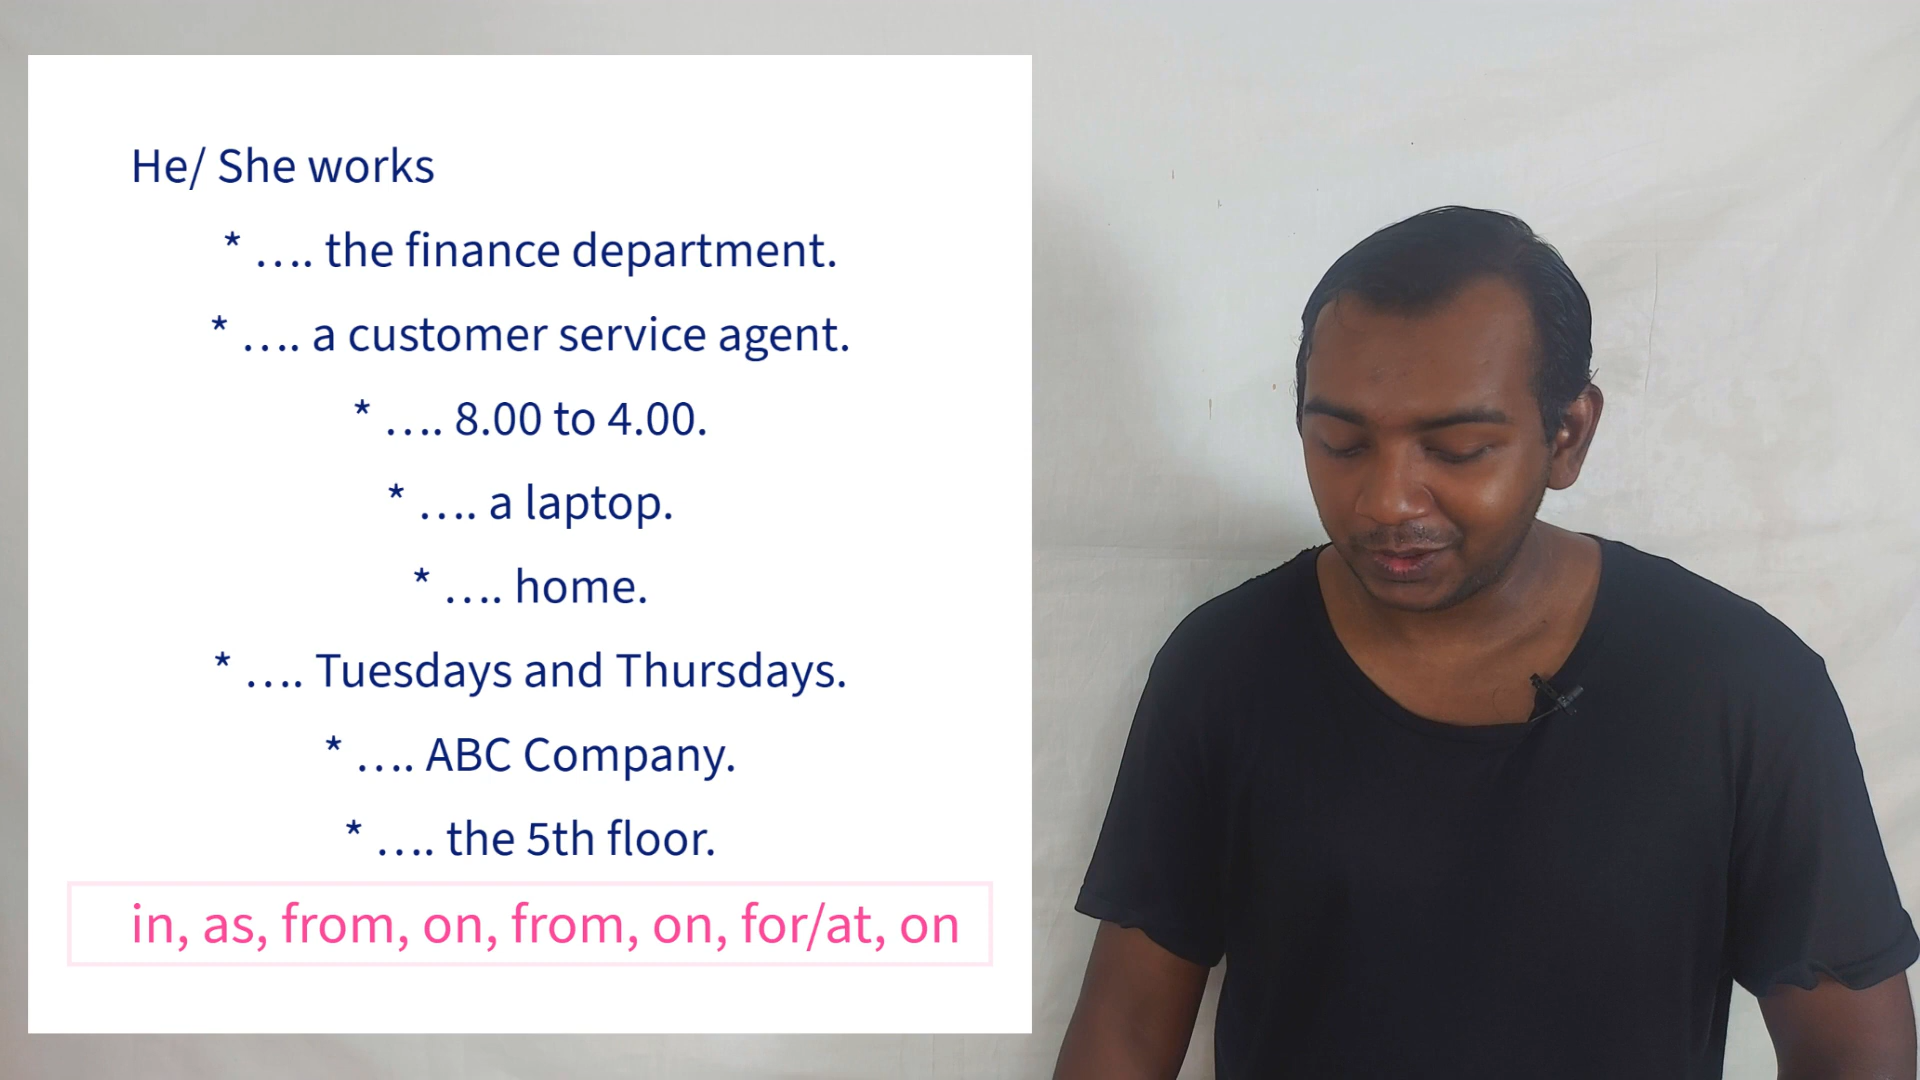 He/ She works
* .... the finance department.
* .... a customer service agent.
* .... 8.00 to 4.00.
* .... a laptop.
* .... home.
* .... Tuesdays and Thursdays.
* .... ABC Company.
* .... the 5th floor.
in, as, from, on, from, on, for/at, on